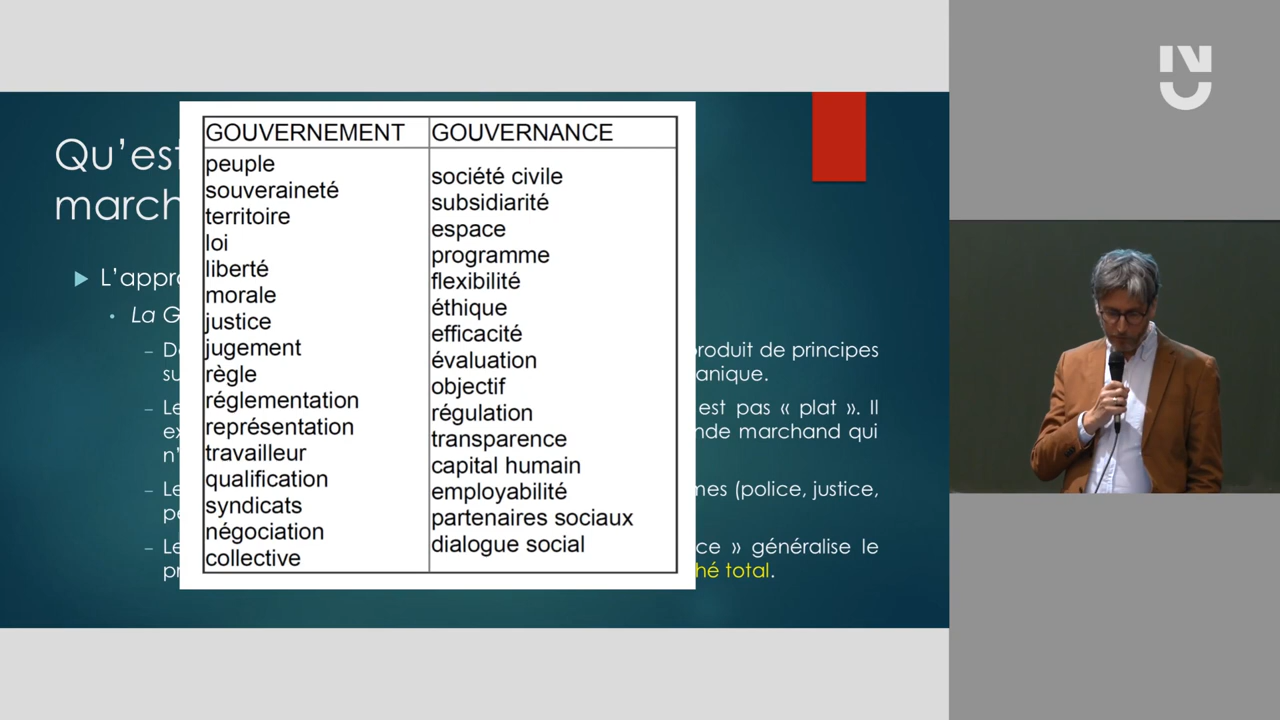 GOUVERNEMENT
GOUVERNANCE
peuple
souveraineté
territoire
loi
liberté
morale
justice
jugement
règle
réglementation
représentation
travailleur
qualification
syndicats
négociation
collective
société civile
subsidiarité
espace
programme
flexibilité
éthique
efficacité
évaluation
objectif
régulation
transparence
capital humain
employabilité
partenaires sociaux
dialogue social
Qu'est
march
L'appro
La G
produit de principes
anique.
est pas « plat ». Il
nde marchand qui
mes (police, justice,
ce » généralise le
hé total.